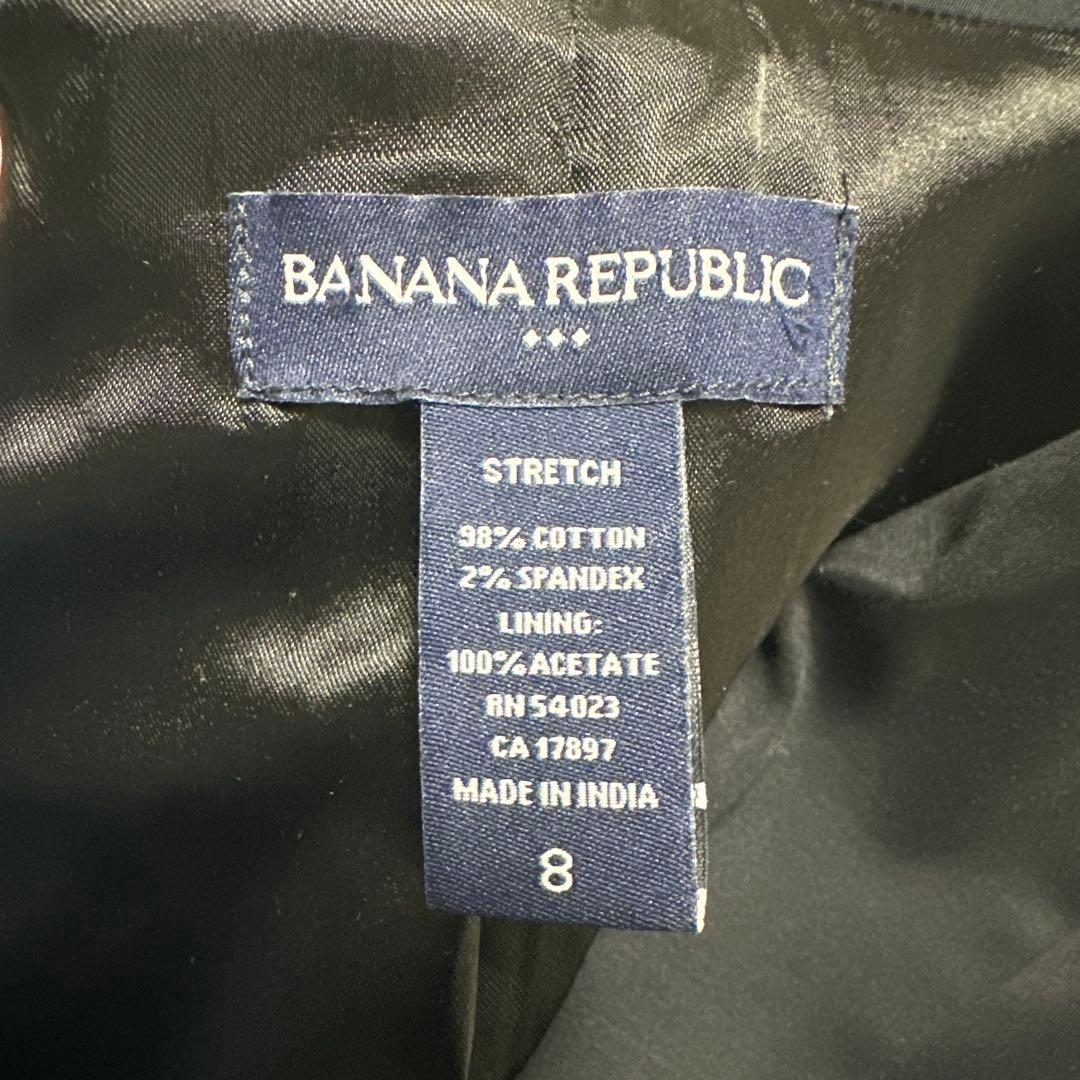 BANANA REPUBLIC
STRETCH
98% COTTON
2% SPANDEX
LINING:
100% ACETATE
RN 54023
CA 17897
MADE IN INDIA
8